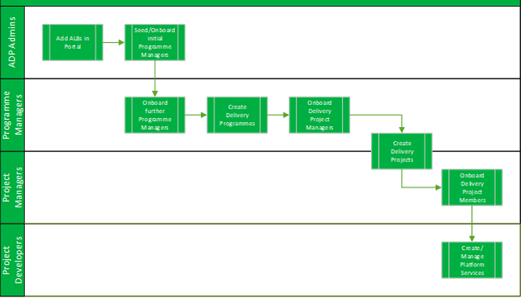 ADP Admins
Add ALBs in
Portal
Seed/Onboard
initial
Programme
Managers
Programme
Managers
Onboard
further
Programme
Managers
Create
Delivery
Programmes
Onboard
Delivery
Project
Managers
Create
Delivery
Projects
Project
Managers
Onboard
Delivery
Project
Members
Project
Developers
Create/
Manage
Platform
Services